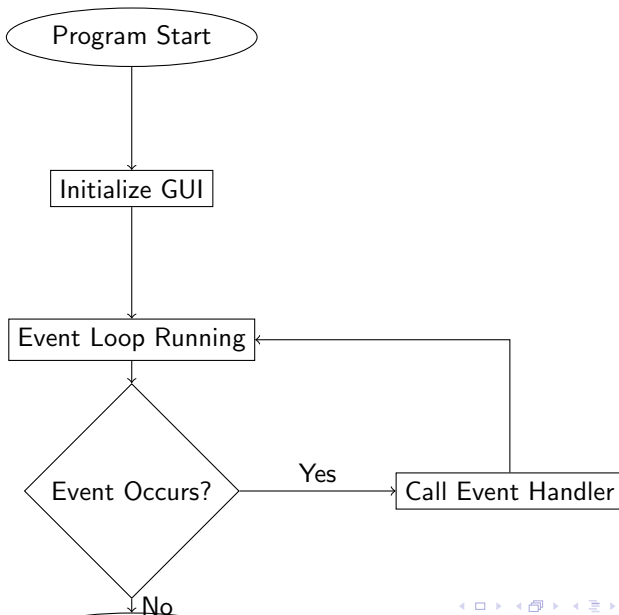 Program Start
Initialize GUI
Event Loop Running
Event Occurs?
Yes
Call Event Handler
No